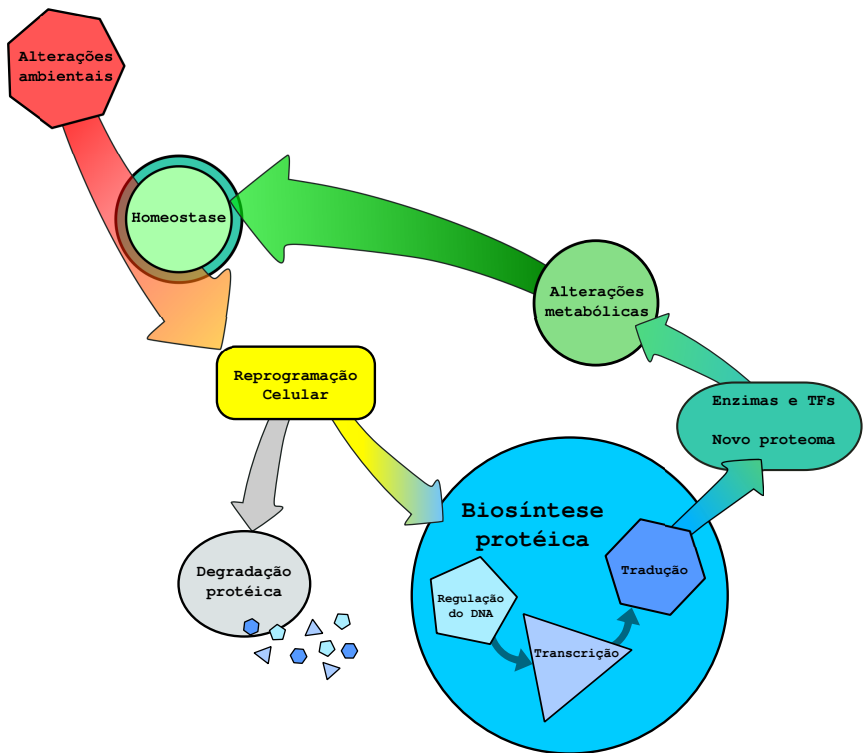 Alterações
ambientais
Homeostase
Alterações
metabólicas
Reprogramação
Celular
Enzimas e TFs
Novo proteoma
Biosíntese
protéica
Degradação
protéica
Regulação
do DNA
Transcrição
Tradução